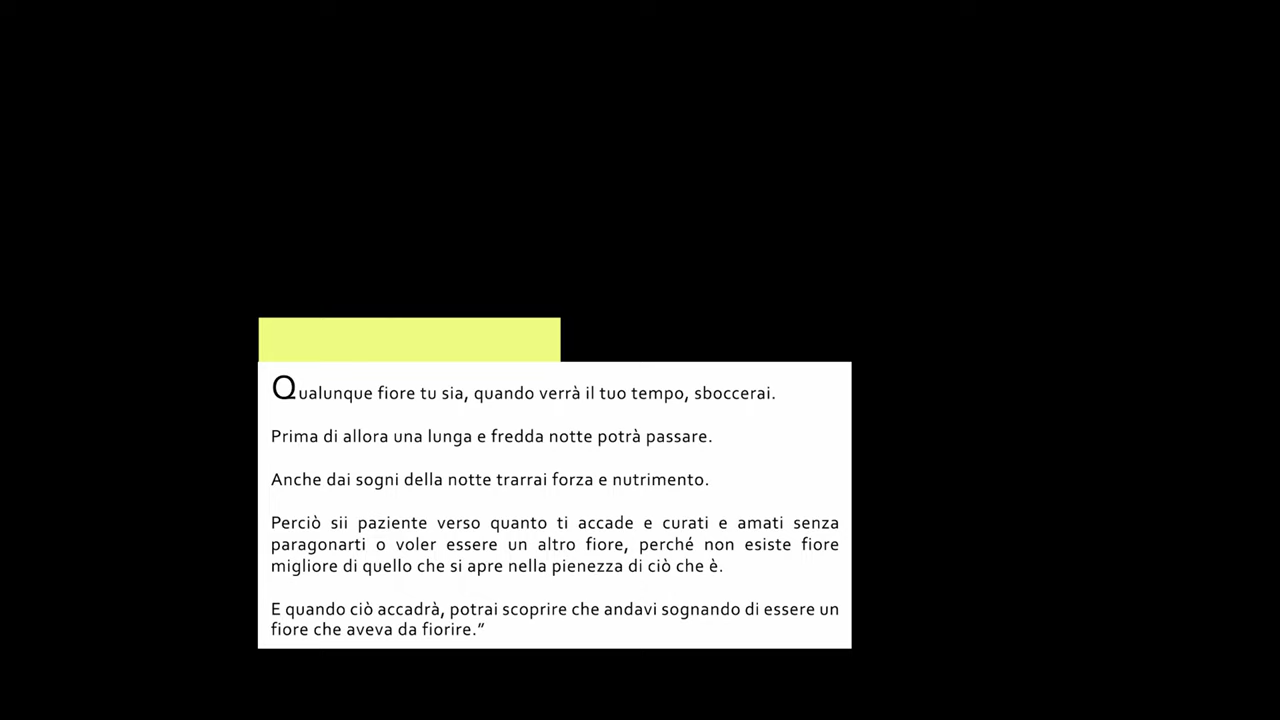 Qualunque fiore tu sia, quando verrà il tuo tempo, sboccerai.
Prima di allora una lunga e fredda notte potrà passare.
Anche dai sogni della notte trarrai forza e nutrimento.
Perciò sii paziente verso quanto ti accade e curati e amati senza
paragonarti o voler essere un altro fiore, perché non esiste fiore
migliore di quello che si apre nella pienezza di ciò che è.
E quando ciò accadrà, potrai scoprire che andavi sognando di essere un
fiore che aveva da fiorire.”